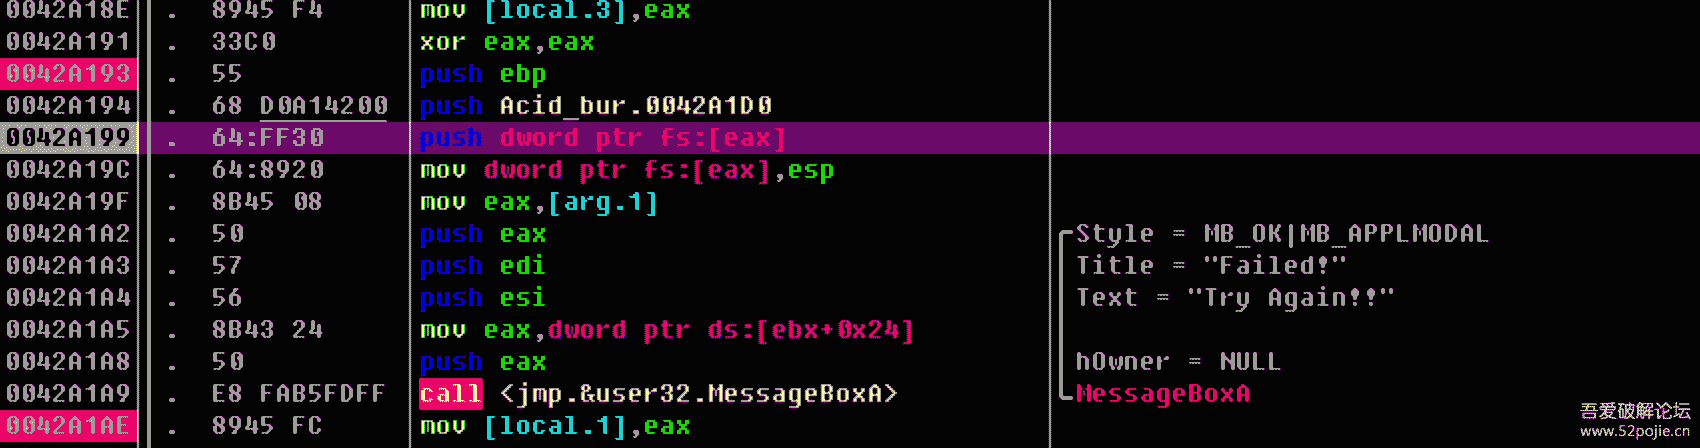 0042A18E . 8945 F4 mov [local.3],eax
0042A191 . 33C0 xor eax,eax
0042A193 . 55 push ebp
0042A194 . 68 D0A14200 push Acid_bur.0042A1D0
0042A199 . 64:FF30 push dword ptr fs:[eax]
0042A19C . 64:8920 mov dword ptr fs:[eax],esp
0042A19F . 8B45 08 mov eax,[arg.1]
0042A1A2 . 50 push eax Style = MB_OK|MB_APPLMODAL
0042A1A3 . 57 push edi Title = "Failed!"
0042A1A4 . 56 push esi Text = "Try Again!!"
0042A1A5 . 8B43 24 mov eax,dword ptr ds:[ebx+0x24]
0042A1A8 . 50 push eax hOwner = NULL
0042A1A9 . E8 FAB5FDFF call <jmp.&user32.MessageBoxA> MessageBoxA
0042A1AE . 8945 FC mov [local.1],eax
吾爱破解论坛
www.52pojie.cn